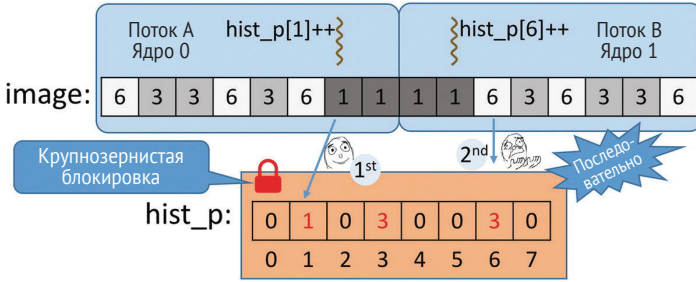 Поток A
Ядро 0
hist_p[1]++
hist_p[6]++
Поток B
Ядро 1
image: 6 3 3 6 3 6 1 1 1 1 6 3 6 3 3 6
Крупнозернистая
блокировка
1st
2nd
Последо-
вательно
hist_p: 0 1 0 3 0 0 3 0
0 1 2 3 4 5 6 7